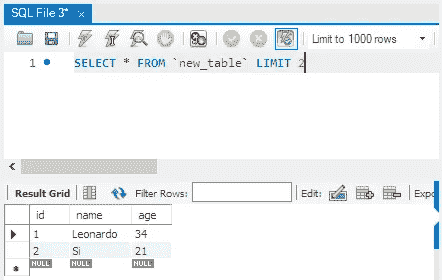 SQL File 3* ×
Limit to 1000 rows
1 SELECT * FROM `new_table` LIMIT 2
Result Grid Filter Rows: Edit: Expo
id name age
1 Leonardo 34
2 Si 21
NULL NULL NULL